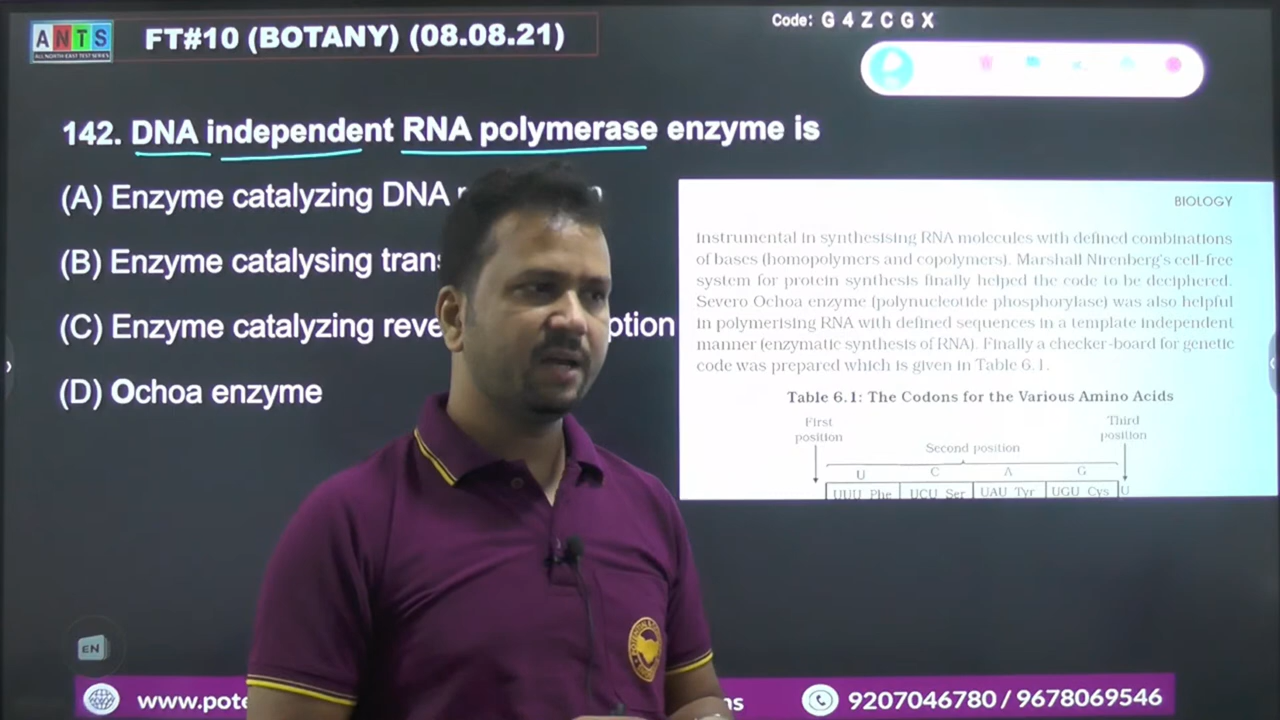 ANTS
ALL NORTH-EAST TEST SERIES
FT#10 (BOTANY) (08.08.21)
Code: G 4 Z C G X
142. DNA independent RNA polymerase enzyme is
(A) Enzyme catalyzing DNA
(B) Enzyme catalysing
(C) Enzyme catalyzing
(D) Ochoa enzyme
BIOLOGY
instrumental in synthesising RNA molecules with defined combinations
of bases (homopolymers and copolymers). Marshall Nirenberg's cell-free
system for protein synthesis finally helped the code to be deciphered.
Severo Ochoa enzyme (polynucleotide phosphorylase) was also helpful
in polymerising RNA with defined sequences in a template independent
manner (enzymatic synthesis of RNA). Finally a checker-board for genetic
code was prepared which is given in Table 6.1.
Table 6.1: The Codons for the Various Amino Acids
First position
Third position
Second position
U C A G
UUU Phe UCU Ser UAU Tyr UGU Cys U
EN
9207046780 / 9678069546